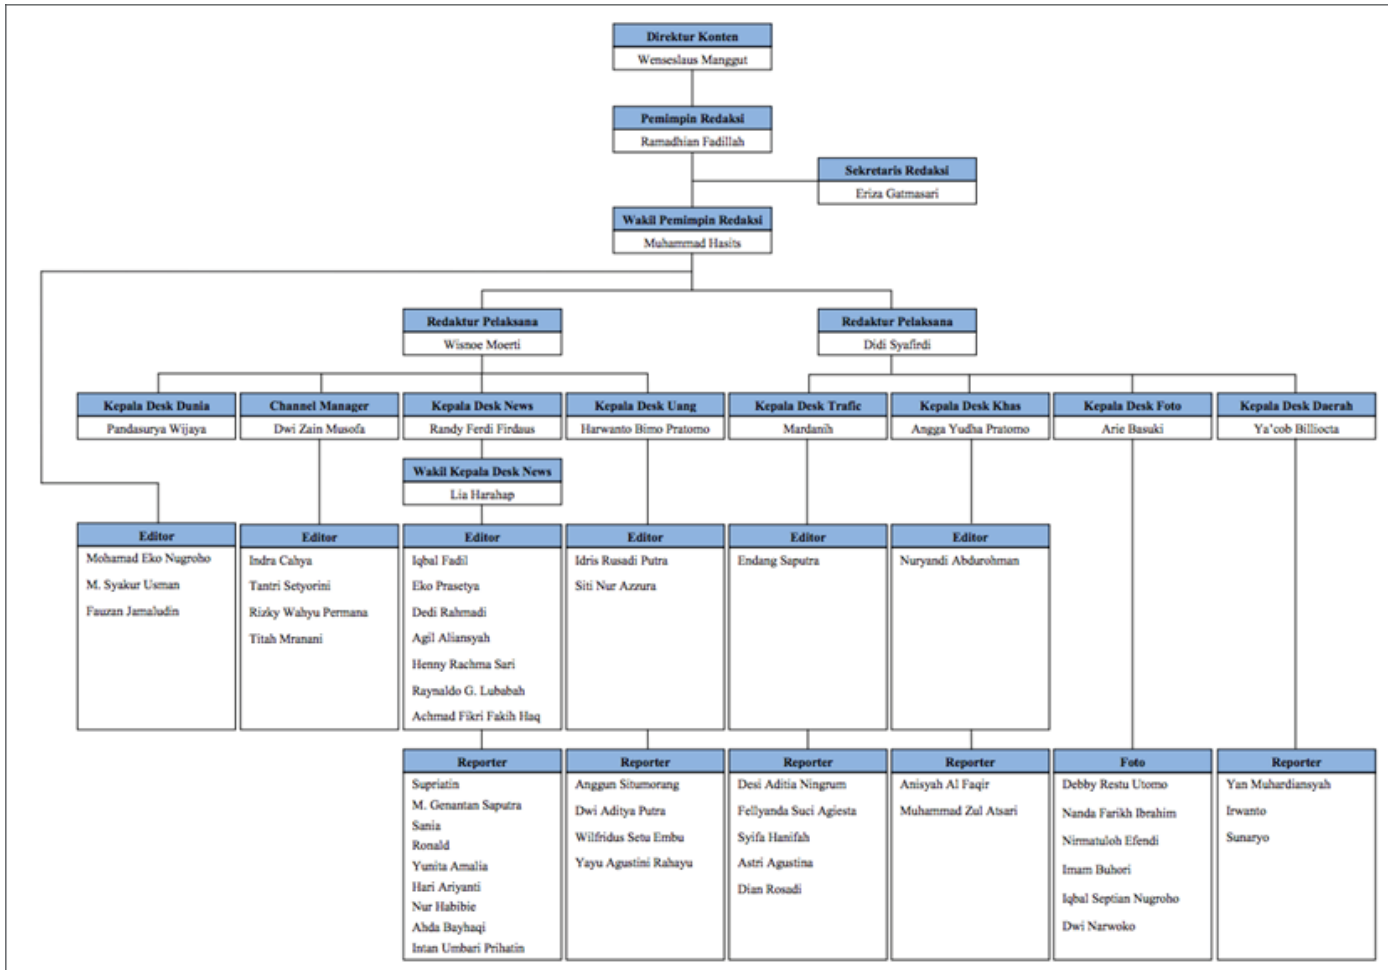 Direktur Konten
Wenseslaus Manggut
Pemimpin Redaksi
Ramadhian Fadillah
Sekretaris Redaksi
Eriza Gatmasari
Wakil Pemimpin Redaksi
Muhammad Hasits
Redaktur Pelaksana
Wisnoe Moerti
Redaktur Pelaksana
Didi Syafirdi
Kepala Desk Dunia
Pandasurya Wijaya
Channel Manager
Dwi Zain Musofa
Kepala Desk News
Randy Ferdi Firdaus
Kepala Desk Uang
Harwanto Bimo Pratomo
Kepala Desk Trafic
Mardanih
Kepala Desk Khas
Angga Yudha Pratomo
Kepala Desk Foto
Arie Basuki
Kepala Desk Daerah
Ya'cob Billiocta
Wakil Kepala Desk News
Lia Harahap
Editor
Mohamad Eko Nugroho
M. Syakur Usman
Fauzan Jamaludin
Editor
Indra Cahya
Tantri Setyorini
Rizky Wahyu Permana
Titah Mranani
Editor
Iqbal Fadil
Eko Prasetya
Dedi Rahmadi
Agil Aliansyah
Henny Rachma Sari
Raynaldo G. Lubabah
Achmad Fikri Fakih Haq
Editor
Idris Rusadi Putra
Siti Nur Azzura
Editor
Endang Saputra
Editor
Nuryandi Abdurohman
Reporter
Supriatin
M. Genantan Saputra
Sania
Ronald
Yunita Amalia
Hari Ariyanti
Nur Habibie
Ahda Bayhaqi
Intan Umbari Prihatin
Reporter
Anggun Situmorang
Dwi Aditya Putra
Wilfridus Setu Embu
Yayu Agustini Rahayu
Reporter
Desi Aditia Ningrum
Fellyanda Suci Agiesta
Syifa Hanifah
Astri Agustina
Dian Rosadi
Reporter
Anisyah Al Faqir
Muhammad Zul Atsari
Foto
Debby Restu Utomo
Nanda Farikh Ibrahim
Nirmatuloh Efendi
Imam Buhori
Iqbal Septian Nugroho
Dwi Narwoko
Reporter
Yan Muhardiansyah
Irwanto
Sunaryo